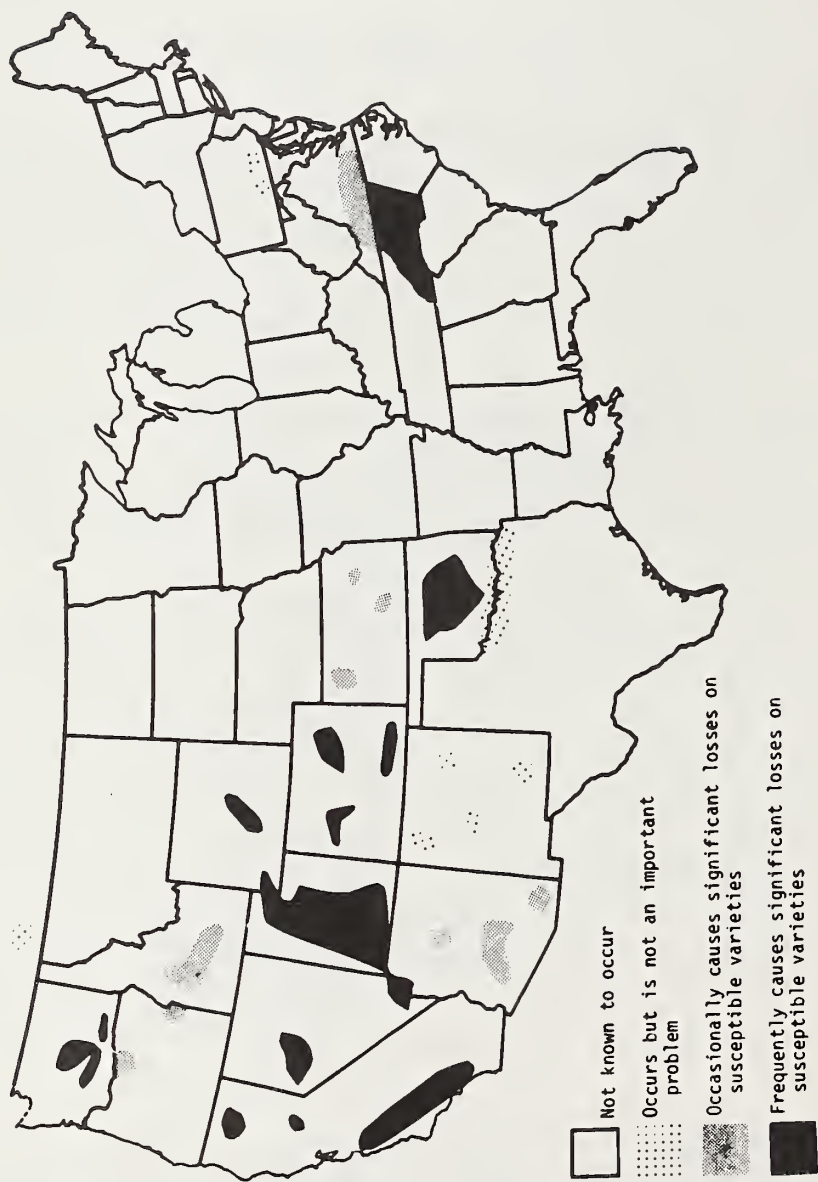 Not known to occur
Occurs but is not an important
problem
Occasionally causes significant losses on
susceptible varieties
Frequently causes significant losses on
susceptible varieties